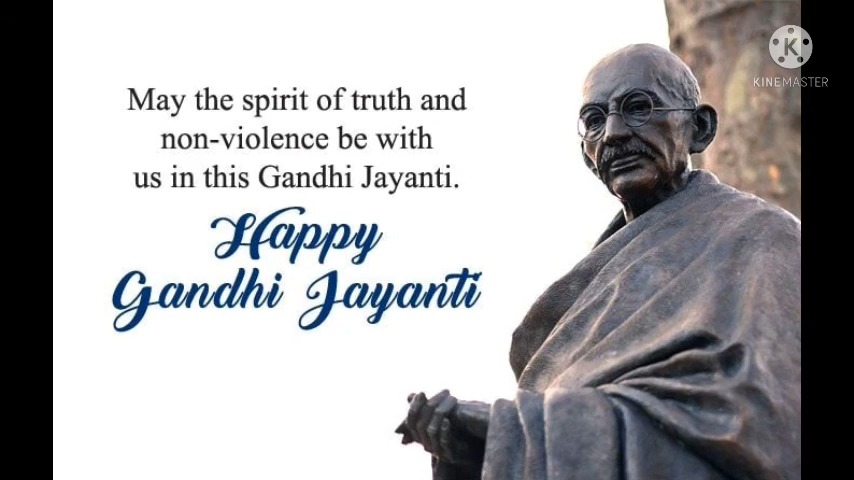 May the spirit of truth and
non-violence be with
us in this Gandhi Jayanti.
Happy
Gandhi Jayanti
K
KINEMASTER